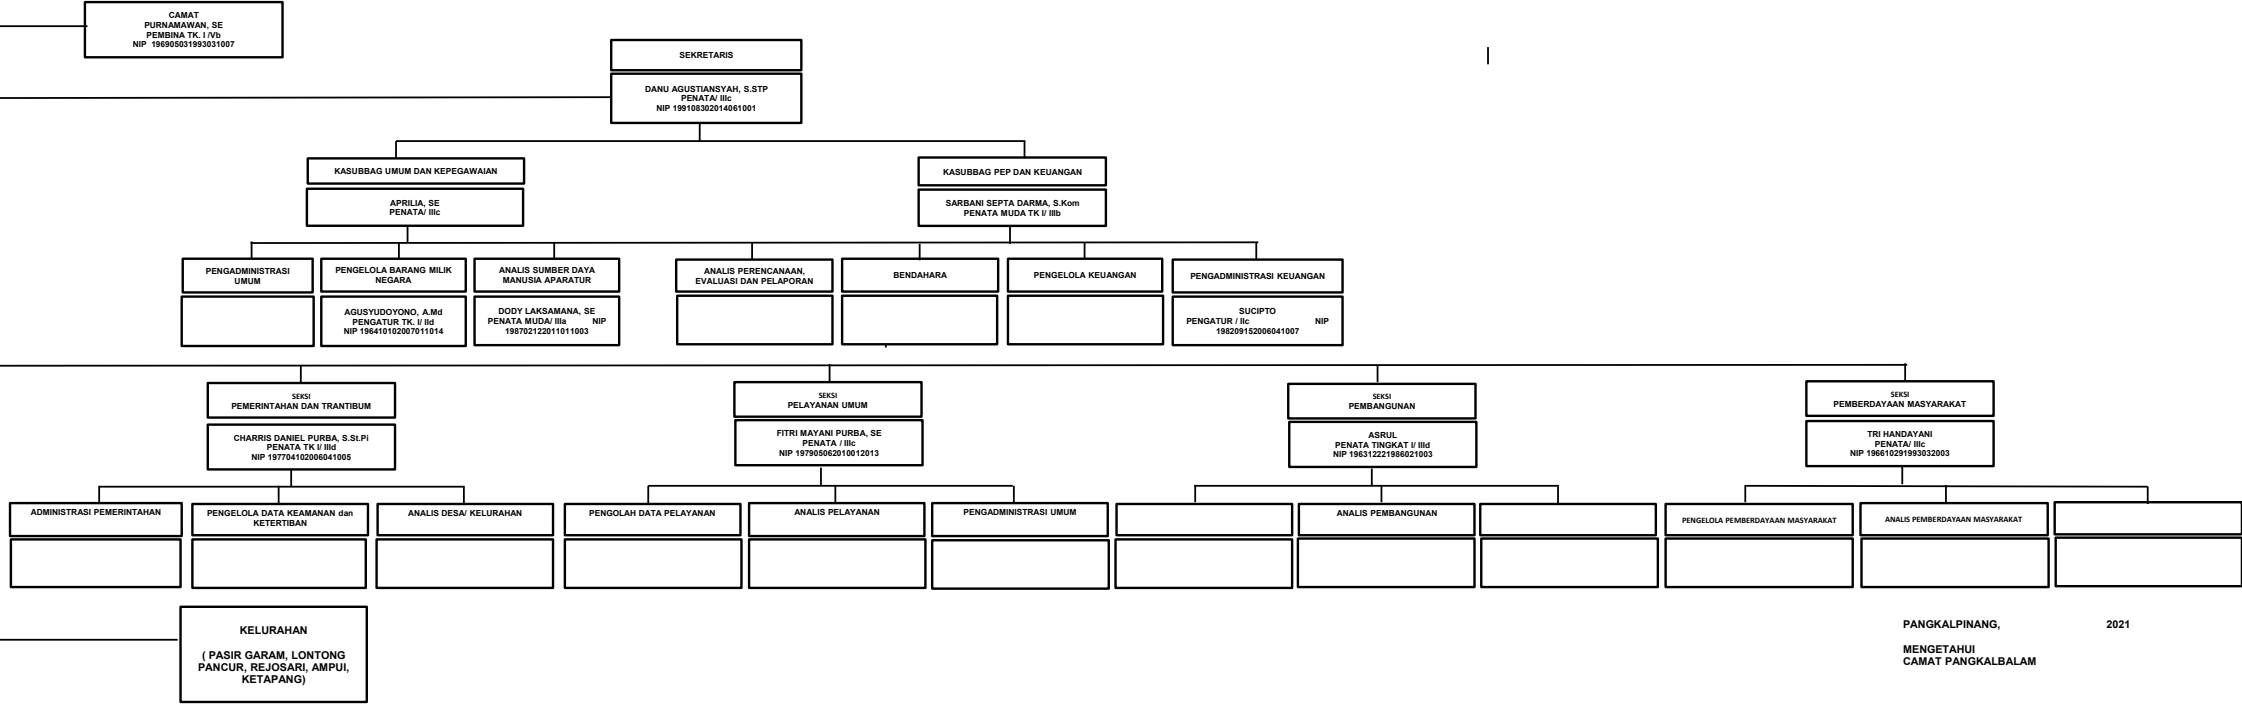 CAMAT
PURNAMAWAN, SE
PEMBINA TK. I /Vb
NIP 196905031993031007
SEKRETARIS
DANU AGUSTIANSYAH, S.STP
PENATA/ IIIc
NIP 199108302014061001
KASUBBAG UMUM DAN KEPEGAWAIAN
APRILIA, SE
PENATA/ IIIc
KASUBBAG PEP DAN KEUANGAN
SARBANI SEPTA DARMA, S.Kom
PENATA MUDA TK I/ IIIb
PENGADMINISTRASI
UMUM
PENGELOLA BARANG MILIK
NEGARA
AGUSYUDOYONO, A.Md
PENGATUR TK. I/ IId
NIP 196410102007011014
ANALIS SUMBER DAYA
MANUSIA APARATUR
DODY LAKSAMANA, SE
PENATA MUDA/ IIIa NIP
198702122011011003
ANALIS PERENCANAAN,
EVALUASI DAN PELAPORAN
BENDAHARA
PENGELOLA KEUANGAN
PENGADMINISTRASI KEUANGAN
SUCIPTO
PENGATUR / IIc NIP
198209152006041007
SEKSI
PEMERINTAHAN DAN TRANTIBUM
CHARRIS DANIEL PURBA, S.St.Pi
PENATA TK I/ IIId
NIP 197704102006041005
SEKSI
PELAYANAN UMUM
FITRI MAYANI PURBA, SE
PENATA / IIIc
NIP 197905062010012013
SEKSI
PEMBANGUNAN
ASRUL
PENATA TINGKAT I/ IIId
NIP 196312221986021003
SEKSI
PEMBERDAYAAN MASYARAKAT
TRI HANDAYANI
PENATA/ IIIc
NIP 196610291993032003
ADMINISTRASI PEMERINTAHAN
PENGELOLA DATA KEAMANAN dan
KETERTIBAN
ANALIS DESA/ KELURAHAN
PENGOLAH DATA PELAYANAN
ANALIS PELAYANAN
PENGADMINISTRASI UMUM
ANALIS PEMBANGUNAN
PENGELOLA PEMBERDAYAAN MASYARAKAT
ANALIS PEMBERDAYAAN MASYARAKAT
KELURAHAN
( PASIR GARAM, LONTONG
PANCUR, REJOSARI, AMPUI,
KETAPANG)
PANGKALPINANG, 2021
MENGETAHUI
CAMAT PANGKALBALAM